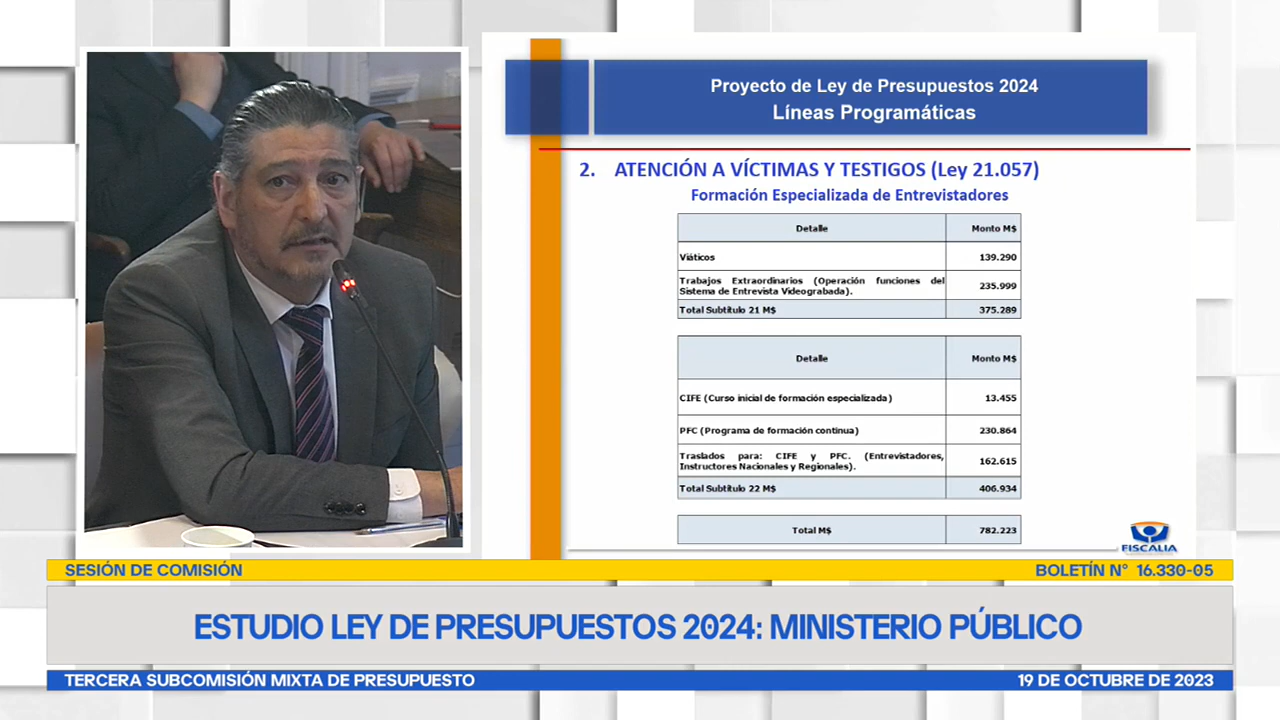 Proyecto de Ley de Presupuestos 2024
Líneas Programáticas
2. ATENCIÓN A VÍCTIMAS Y TESTIGOS (Ley 21.057)
Formación Especializada de Entrevistadores
Detalle Monto M$
Viáticos 139.290
Trabajos Extraordinarios (Operación funciones del
Sistema de Entrevista Videograbada). 235.999
Total Subtítulo 21 M$ 375.289
Detalle Monto M$
CIFE (Curso inicial de formación especializada) 13.455
PFC (Programa de formación continua) 230.864
Traslados para: CIFE y PFC. (Entrevistadores,
Instructores Nacionales y Regionales). 162.615
Total Subtítulo 22 M$ 406.934
Total M$ 782.223
FISCALIA
SESIÓN DE COMISIÓN BOLETÍN N° 16.330-05
ESTUDIO LEY DE PRESUPUESTOS 2024: MINISTERIO PÚBLICO
TERCERA SUBCOMISIÓN MIXTA DE PRESUPUESTO 19 DE OCTUBRE DE 2023